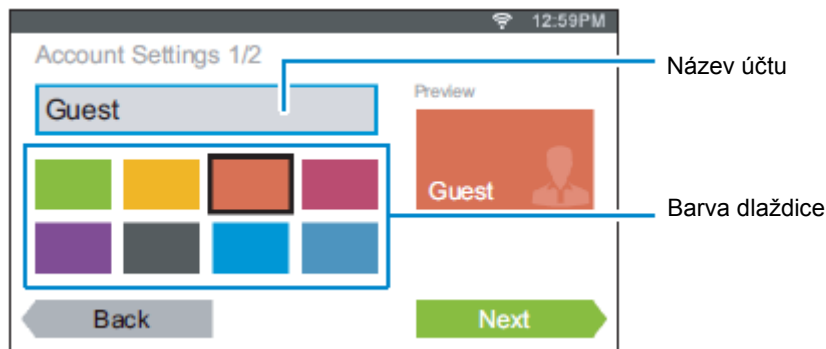 12:59PM
Account Settings 1/2
Název účtu
Guest
Preview
Guest
Barva dlaždice
Back
Next